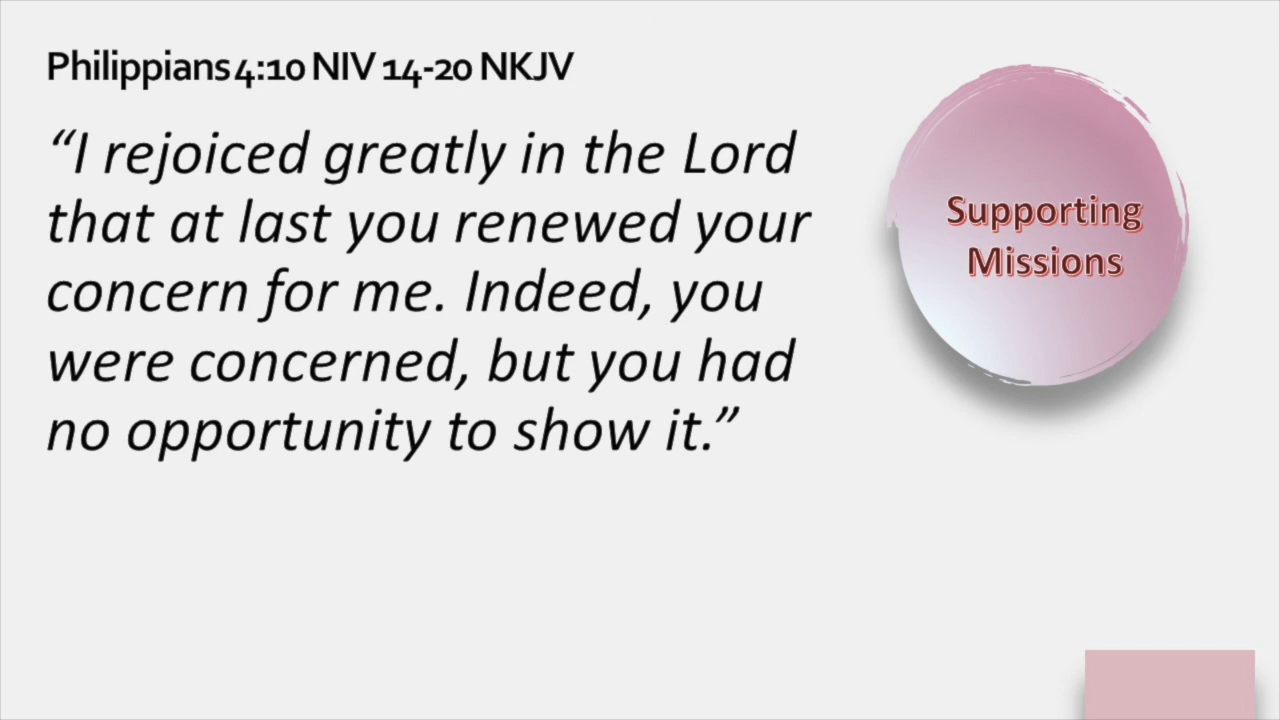 Philippians 4:10 NIV 14-20 NKJV
“I rejoiced greatly in the Lord
that at last you renewed your
concern for me. Indeed, you
were concerned, but you had
no opportunity to show it.”
Supporting
Missions